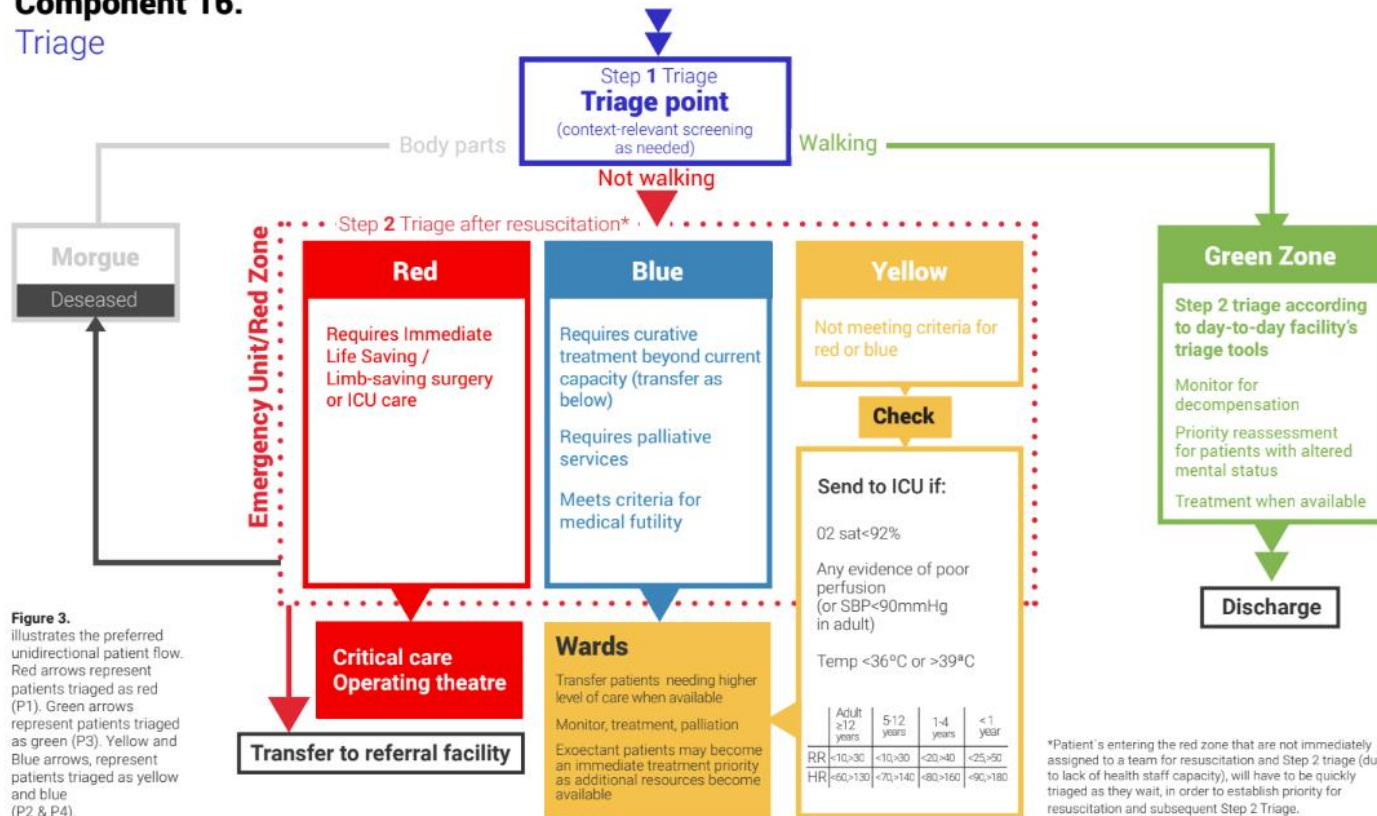 Component 16.
Triage
Step 1 Triage
Triage point
(context-relevant screening
as needed)
Body parts
Walking
Not walking
Morgue
Deseased
Emergency Unit/Red Zone
Step 2 Triage after resuscitation*
Red
Requires Immediate
Life Saving /
Limb-saving surgery
or ICU care
Critical care
Operating theatre
Transfer to referral facility
Blue
Requires curative
treatment beyond current
capacity (transfer as
below)
Requires palliative
services
Meets criteria for
medical futility
Wards
Transfer patients needing higher
level of care when available
Monitor, treatment, palliation
Exoectant patients may become
an immediate treatment priority
as additional resources become
available
Yellow
Not meeting criteria for
red or blue
Check
Send to ICU if:
02 sat<92%
Any evidence of poor
perfusion
(or SBP<90mmHg
in adult)
Temp <36ºC or >39ªC
Adult ≥12 years 5-12 years 1-4 years <1 year
RR <10,>30 <10,>30 <20,>40 <25,>50
HR <60,>130 <70,>140 <80,>160 <90,>180
Green Zone
Step 2 triage according
to day-to-day facility's
triage tools
Monitor for
decompensation
Priority reassessment
for patients with altered
mental status
Treatment when available
Discharge
Figure 3.
illustrates the preferred
unidirectional patient flow.
Red arrows represent
patients triaged as red
(P1). Green arrows
represent patients triaged
as green (P3). Yellow and
Blue arrows, represent
patients triaged as yellow
and blue
(P2 & P4).
*Patient`s entering the red zone that are not immediately
assigned to a team for resuscitation and Step 2 triage (du
to lack of health staff capacity), will have to be quickly
triaged as they wait, in order to establish priority for
resuscitation and subsequent Step 2 Triage.